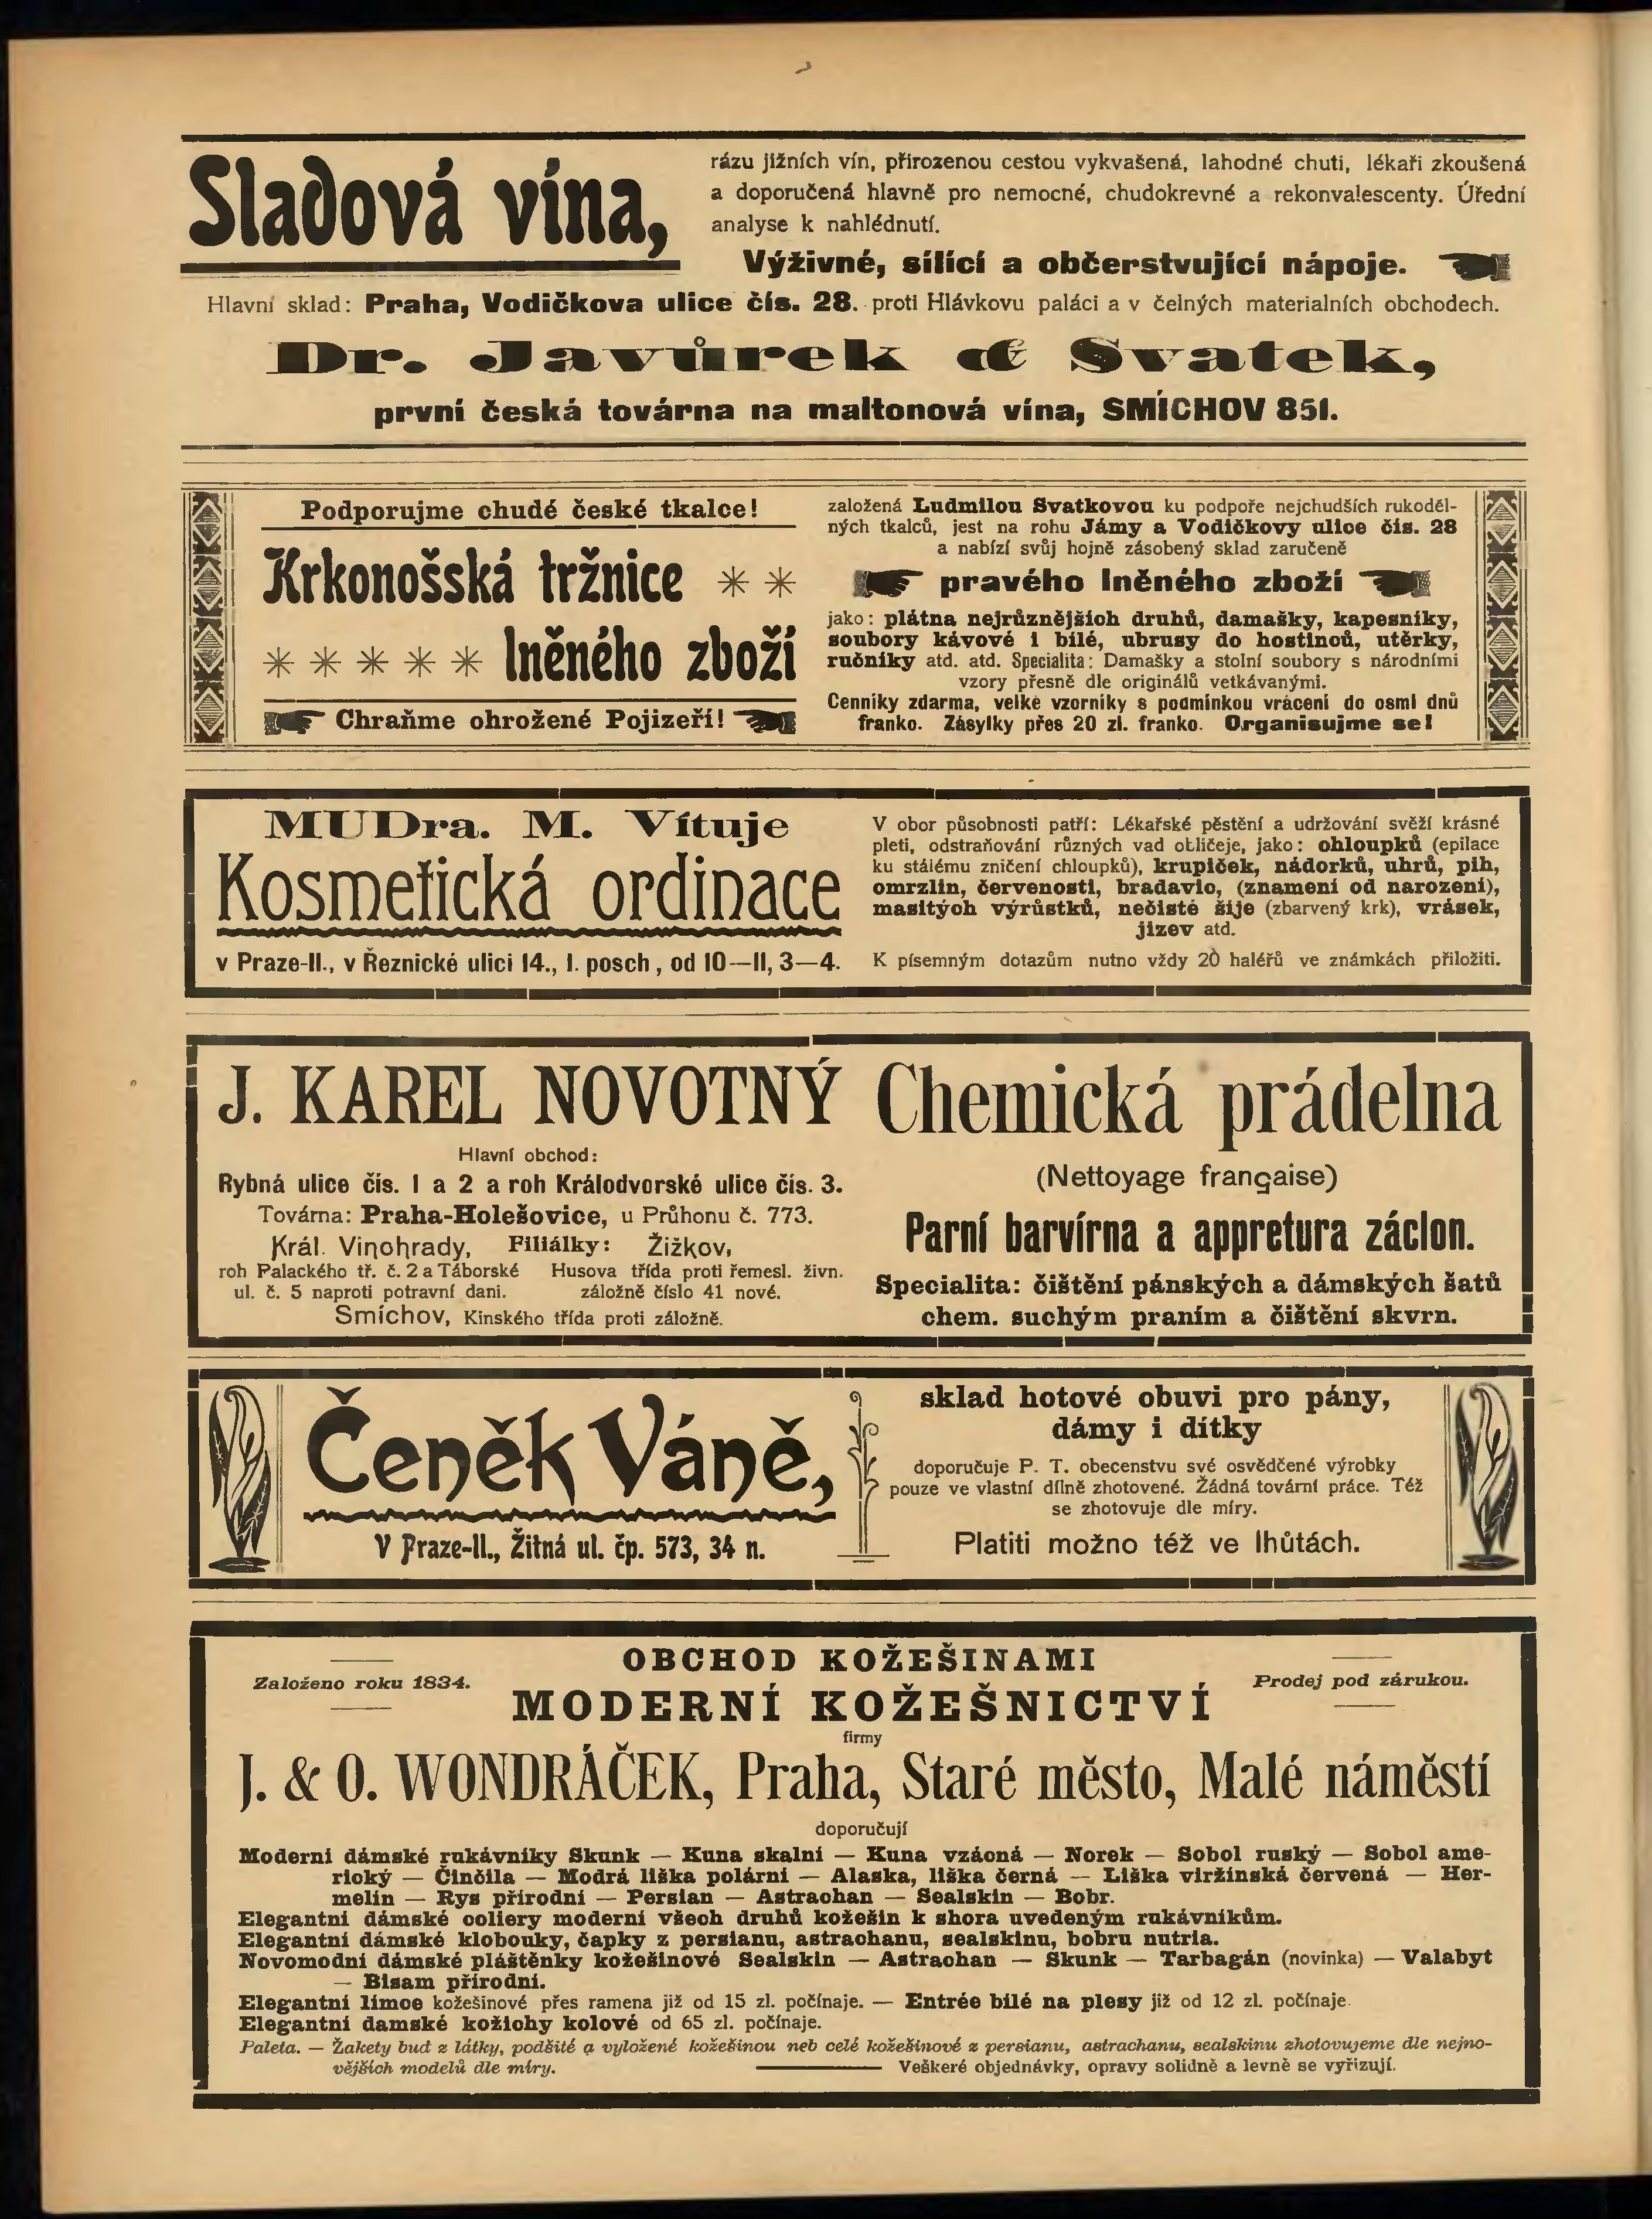 Sladová vína,
rázu jižních vín, přirozenou cestou vykvašená, lahodné chuti, lékaři zkoušená
a doporučená hlavně pro nemocné, chudokrevné a rekonvalescenty. Úřední
analyse k nahlédnutí.
Výživné, sílící a občerstvující nápoje.
Hlavní sklad: Praha, Vodičkova ulice čís. 28. proti Hlávkovu paláci a v čelných materialních obchodech.
Dr. Javůrek & Svatek,
první česká továrna na maltonová vína, SMÍCHOV 851.
Podporujme chudé české tkalce!
Krkonošská tržnice * *
* * * * * lněného zboží
Chraňme ohrožené Pojizeří!
založená Ludmilou Svatkovou ku podpoře nejchudších rukoděl-
ných tkalců, jest na rohu Jámy a Vodičkovy ulice čís. 28
a nabízí svůj hojně zásobený sklad zaručeně
pravého lněného zboží
jako: plátna nejrůznějších druhů, damašky, kapesníky,
soubory kávové i bílé, ubrusy do hostinců, utěrky,
ručníky atd. atd. Specialita: Damašky a stolní soubory s národními
vzory přesně dle originálů vetkávanými.
Cenníky zdarma, velké vzorníky s podmínkou vrácení do osmi dnů
franko. Zásylky přes 20 zl. franko. Organisujme se!
MUDra. M. Vítuje
Kosmetická ordinace
v Praze-II., v Řeznické ulici 14., I. posch, od 10—11, 3—4.
V obor působnosti patří: Lékařské pěstění a udržování svěží krásné
pleti, odstraňování různých vad obličeje, jako: ohloupků (epilace
ku stálému zničení chloupků), krupiček, nádorků, uhrů, pih,
omrzlin, červenosti, bradavic, (znamení od narození),
masitých výrůstků, nečisté šíje (zbarvený krk), vrásek,
jizev atd.
K písemným dotazům nutno vždy 20 haléřů ve známkách přiložiti.
J. KAREL NOVOTNÝ
Hlavní obchod:
Rybná ulice čís. 1 a 2 a roh Králodvorské ulice čís. 3.
Továrna: Praha-Holešovice, u Průhonu č. 773.
Král. Vinohrady, Filiálky: Žižkov,
roh Palackého tř. č. 2 a Táborské Husova třída proti řemesl. živn.
ul. č. 5 naproti potravní dani. záložně číslo 41 nové.
Smíchov, Kinského třída proti záložně.
Chemická prádelna
(Nettoyage française)
Parní barvírna a appretura záclon.
Specialita: čištění pánských a dámských šatů
chem. suchým praním a čištění skvrn.
Čeněk Váně,
V Praze-II., Žitná ul. čp. 573, 34 n.
sklad hotové obuvi pro pány,
dámy i dítky
doporučuje P. T. obecenstvu své osvědčené výrobky
pouze ve vlastní dílně zhotovené. Žádná tovární práce. Též
se zhotovuje dle míry.
Platiti možno též ve lhůtách.
Založeno roku 1834.
OBCHOD KOŽEŠINAMI
MODERNÍ KOŽEŠNICTVÍ
Prodej pod zárukou.
firmy
J. & O. WONDRÁČEK, Praha, Staré město, Malé náměstí
doporučují
Moderní dámské rukávníky Skunk — Kuna skalní — Kuna vzácná — Norek — Sobol ruský — Sobol ame-
rický — Činčila — Modrá liška polární — Alaska, liška černá — Liška viržinská červená — Her-
melín — Rys přírodní — Persian — Astrachan — Sealskin — Bobr.
Elegantní dámské coliery moderní všech druhů kožešin k shora uvedeným rukávníkům.
Elegantní dámské klobouky, čapky z persianu, astrachanu, sealskinu, bobru nutria.
Novomodní dámské pláštěnky kožešinové Sealskin — Astrachan — Skunk — Tarbagán (novinka) — Valabyt
— Bisam přírodní.
Elegantní límce kožešinové přes ramena již od 15 zl. počínaje. — Entrée bílé na plesy již od 12 zl. počínaje.
Elegantní damské kožichy kolové od 65 zl. počínaje.
Paleta. — Žakety buď z látky, podšité a vyložené kožešinou neb celé kožešinové z persianu, astrachanu, sealskinu zhotovujeme dle nejno-
vějších modelů dle míry. Veškeré objednávky, opravy solidně a levně se vyřizují.